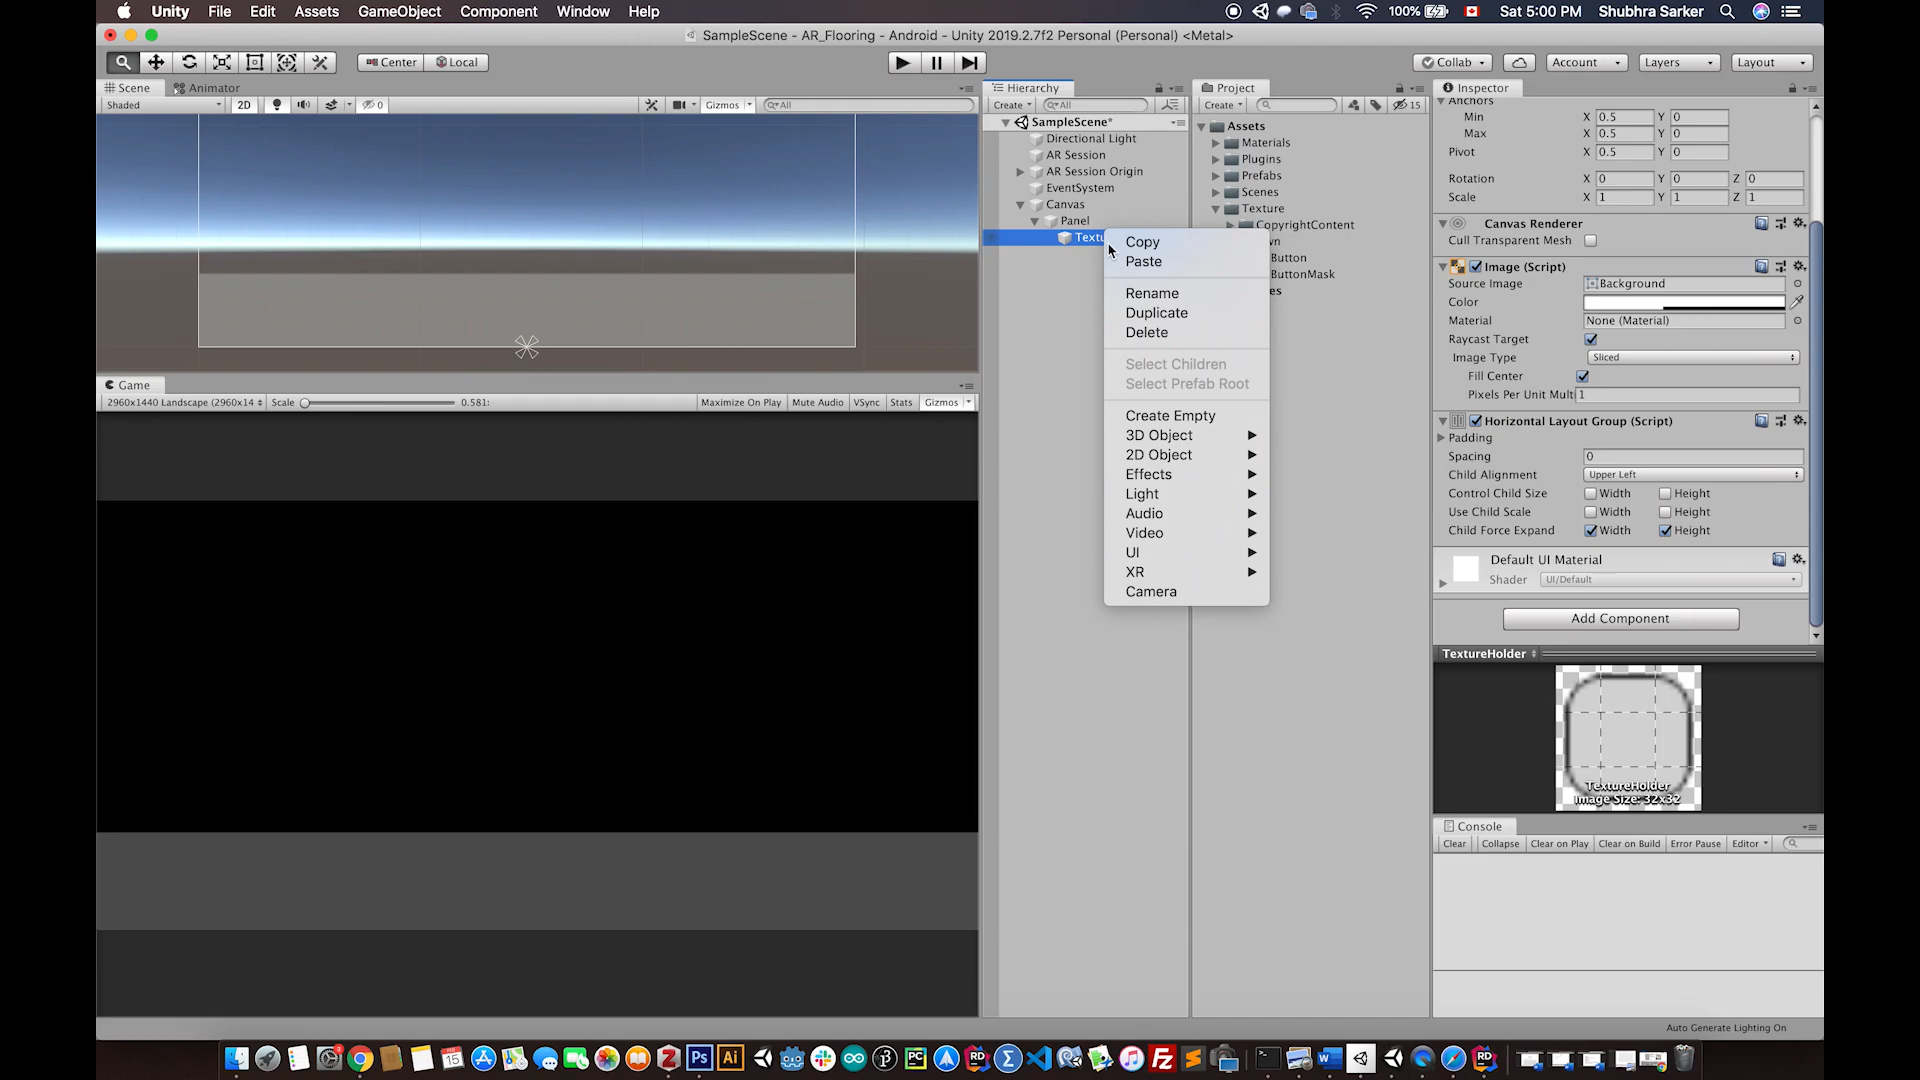 Unity File Edit Assets GameObject Component Window Help 100% Sat 5:00 PM Shubhra Sarker
SampleScene - AR_Flooring - Android - Unity 2019.2.7f2 Personal (Personal) <Metal>
Center Local Collab Account Layers Layout
Scene Animator
Shaded 2D 0 Gizmos All
Game
2960x1440 Landscape (2960x14 Scale 0.581: Maximize On Play Mute Audio VSync Stats Gizmos
Hierarchy
Create All
SampleScene*
Directional Light
AR Session
AR Session Origin
EventSystem
Canvas
Panel
Textu
Copy
Paste
Rename
Duplicate
Delete
Select Children
Select Prefab Root
Create Empty
3D Object
2D Object
Effects
Light
Audio
Video
UI
XR
Camera
Project
Create 15
Assets
Materials
Plugins
Prefabs
Scenes
Texture
CopyrightContent
wn
Button
ButtonMask
es
Inspector
Anchors
Min X 0.5 Y 0
Max X 0.5 Y 0
Pivot X 0.5 Y 0
Rotation X 0 Y 0 Z 0
Scale X 1 Y 1 Z 1
Canvas Renderer
Cull Transparent Mesh
Image (Script)
Source Image Background
Color
Material None (Material)
Raycast Target
Image Type Sliced
Fill Center
Pixels Per Unit Multi 1
Horizontal Layout Group (Script)
Padding
Spacing 0
Child Alignment Upper Left
Control Child Size Width Height
Use Child Scale Width Height
Child Force Expand Width Height
Default UI Material
Shader UI/Default
Add Component
TextureHolder
TextureHolder
Image Size: 32x32
Console
Clear Collapse Clear on Play Clear on Build Error Pause Editor
Auto Generate Lighting On